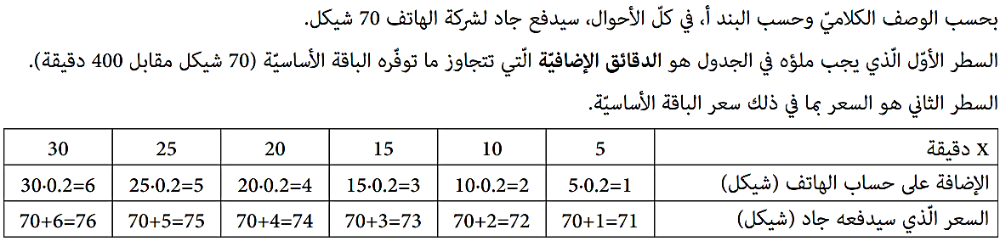 بحسب الوصف الكلاميّ وحسب البند أ، في كلّ الأحوال، سيدفع جاد لشركة الهاتف 70 شيكل.
السطر الأوّل الّذي يجب ملؤه في الجدول هو الدقائق الإضافيّة الّتي تتجاوز ما توفّره الباقة الأساسيّة (70 شيكل مقابل 400 دقيقة).
السطر الثاني هو السعر بما في ذلك سعر الباقة الأساسيّة.
X دقيقة 5 10 15 20 25 30
الإضافة على حساب الهاتف (شيكل) 5·0.2=1 10·0.2=2 15·0.2=3 20·0.2=4 25·0.2=5 30·0.2=6
السعر الّذي سيدفعه جاد (شيكل) 70+1=71 70+2=72 70+3=73 70+4=74 70+5=75 70+6=76